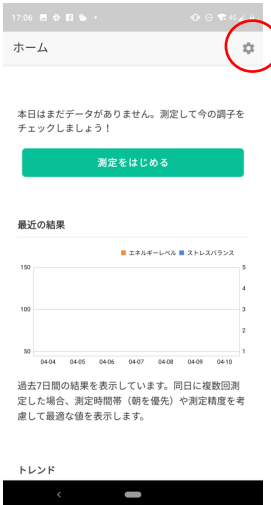 17:06
46
ホーム
本日はまだデータがありません。測定して今の調子を
チェックしましょう！
測定をはじめる
最近の結果
エネルギーレベル ストレスバランス
150 5
4
100 3
2
50 1
04-04 04-05 04-06 04-07 04-08 04-09 04-10
過去7日間の結果を表示しています。同日に複数回測
定した場合、測定時間帯（朝を優先）や測定精度を考
慮して最適な値を表示します。
トレンド